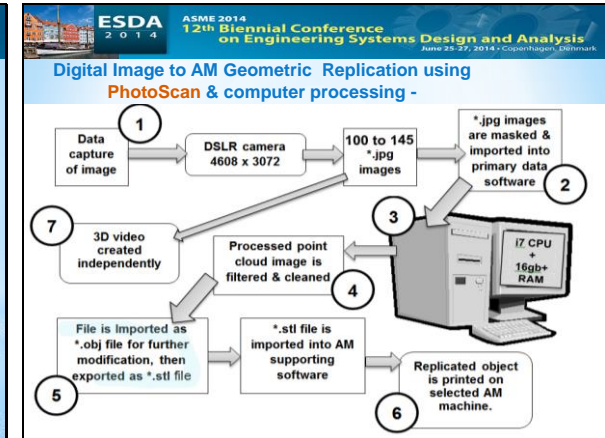 ESDA
2014
ASME 2014
12th Biennial Conference
on Engineering Systems Design and Analysis
June 25-27, 2014 • Copenhagen, Denmark
Digital Image to AM Geometric Replication using
PhotoScan & computer processing -
1
Data
capture
of image
DSLR camera
4608 x 3072
100 to 145
*.jpg
images
*.jpg images
are masked &
imported into
primary data
software
2
3
i7 CPU
+
16gb+
RAM
7
3D video
created
independently
Processed point
cloud image is
filtered & cleaned
4
File is Imported as
*.obj file for further
modification, then
exported as *.stl file
5
*.stl file is
imported into AM
supporting
software
Replicated object
is printed on
selected AM
machine.
6